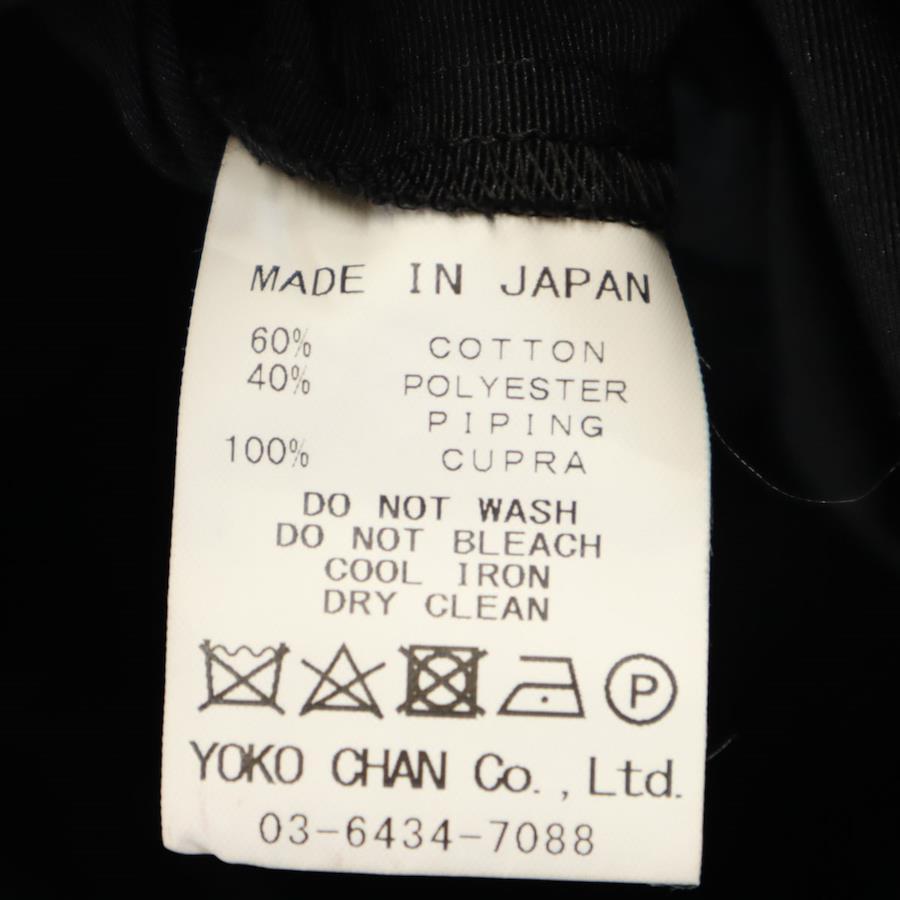 MADE IN JAPAN
60% COTTON
40% POLYESTER
PIPING
100% CUPRA
DO NOT WASH
DO NOT BLEACH
COOL IRON
DRY CLEAN
P
YOKO CHAN Co., Ltd.
03-6434-7088